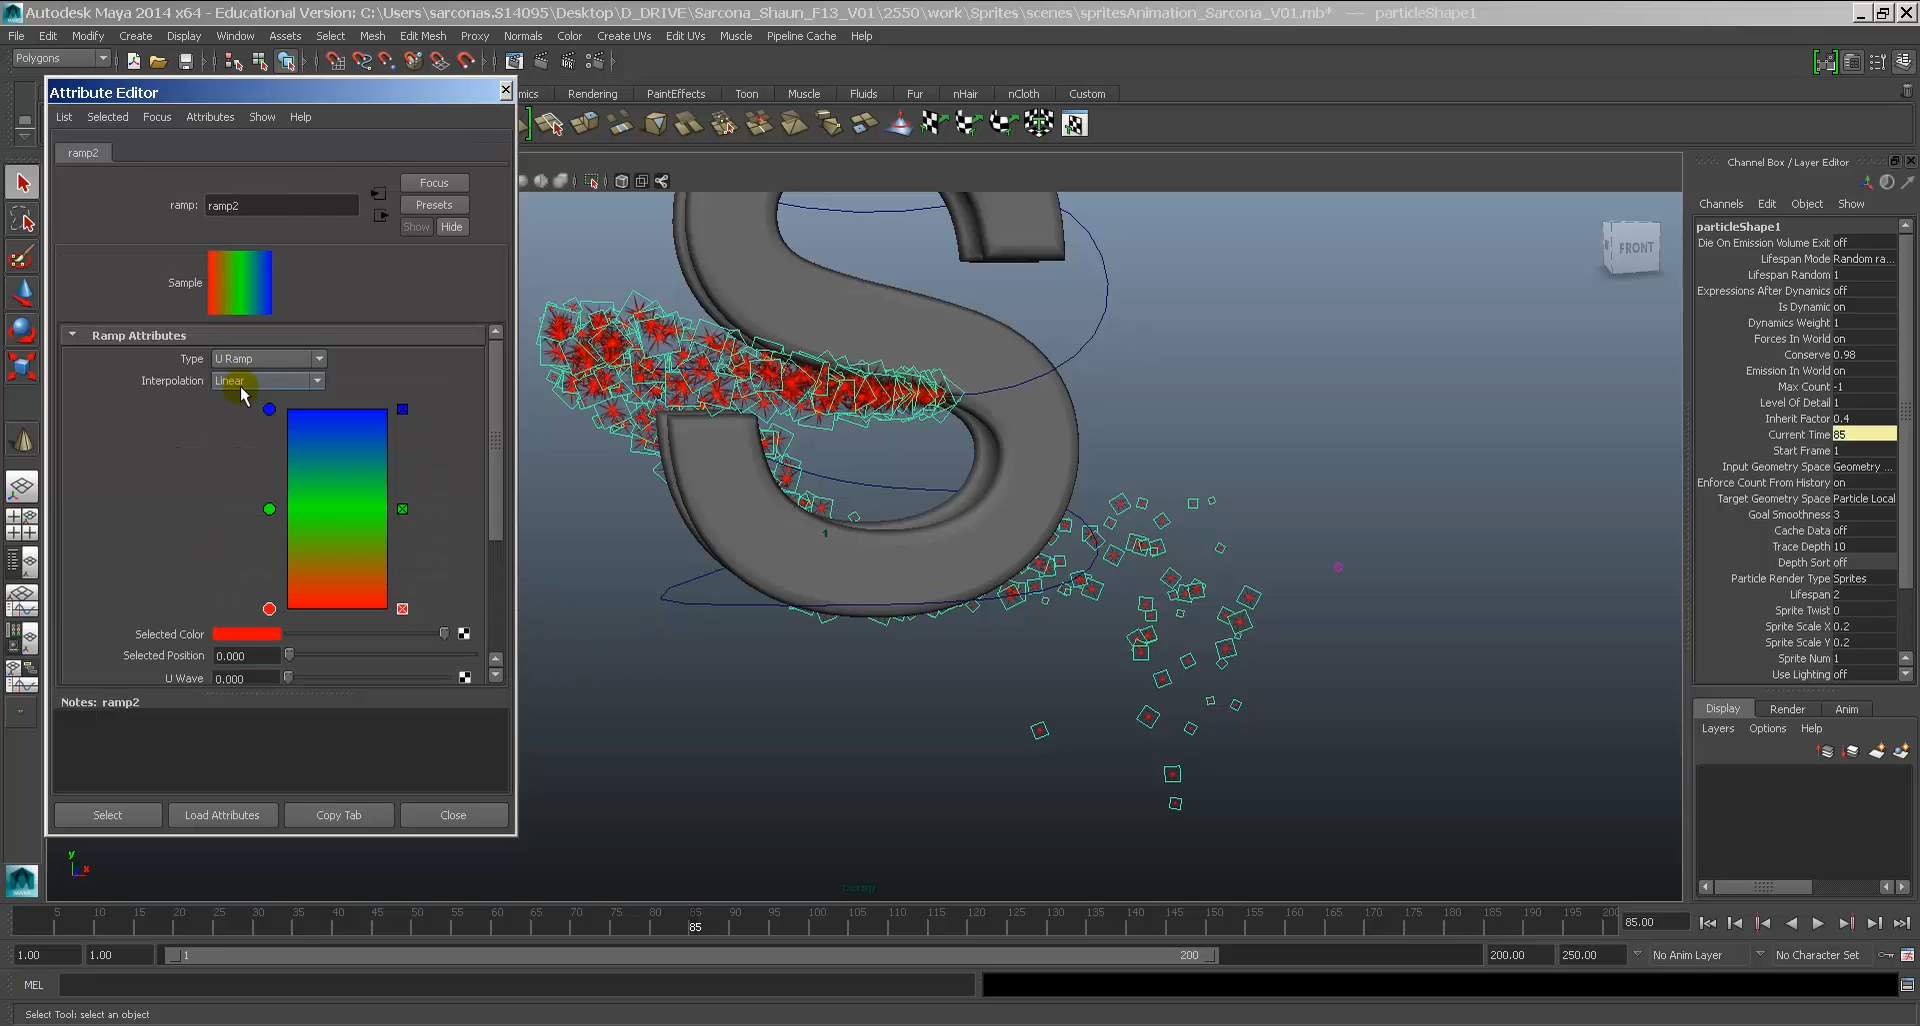 Autodesk Maya 2014 x64 - Educational Version: C:\Users\sarconas.S14095\Desktop\D_DRIVE\Sarcona_Shaun_F13_V01\2550\work\Sprites\scenes\spritesAnimation_Sarcona_V01.mb* --- particleShape1
File Edit Modify Create Display Window Assets Select Mesh Edit Mesh Proxy Normals Color Create UVs Edit UVs Muscle Pipeline Cache Help
Polygons
Attribute Editor
mics Rendering PaintEffects Toon Muscle Fluids Fur nHair nCloth Custom
List Selected Focus Attributes Show Help
ramp2
ramp: ramp2
Focus
Presets
Show Hide
Sample
Ramp Attributes
Type U Ramp
Interpolation Linear
Selected Color
Selected Position 0.000
U Wave 0.000
Notes: ramp2
Select Load Attributes Copy Tab Close
FRONT
1
y
x
persp
Channel Box / Layer Editor
Channels Edit Object Show
particleShape1
Die On Emission Volume Exit off
Lifespan Mode Random ra...
Lifespan Random 1
Expressions After Dynamics off
Is Dynamic on
Dynamics Weight 1
Forces In World on
Conserve 0.98
Emission In World on
Max Count -1
Level Of Detail 1
Inherit Factor 0.4
Current Time 85
Start Frame 1
Input Geometry Space Geometry ...
Enforce Count From History on
Target Geometry Space Particle Local
Goal Smoothness 3
Cache Data off
Trace Depth 10
Depth Sort off
Particle Render Type Sprites
Lifespan 2
Sprite Twist 0
Sprite Scale X 0.2
Sprite Scale Y 0.2
Sprite Num 1
Use Lighting off
Display Render Anim
Layers Options Help
5 10 15 20 25 30 35 40 45 50 55 60 65 70 75 80 85 90 95 100 105 110 115 120 125 130 135 140 145 150 155 160 165 170 175 180 185 190 195 200
85
85.00
1.00 1.00 1 200 200.00 250.00 No Anim Layer No Character Set
MEL
Select Tool: select an object